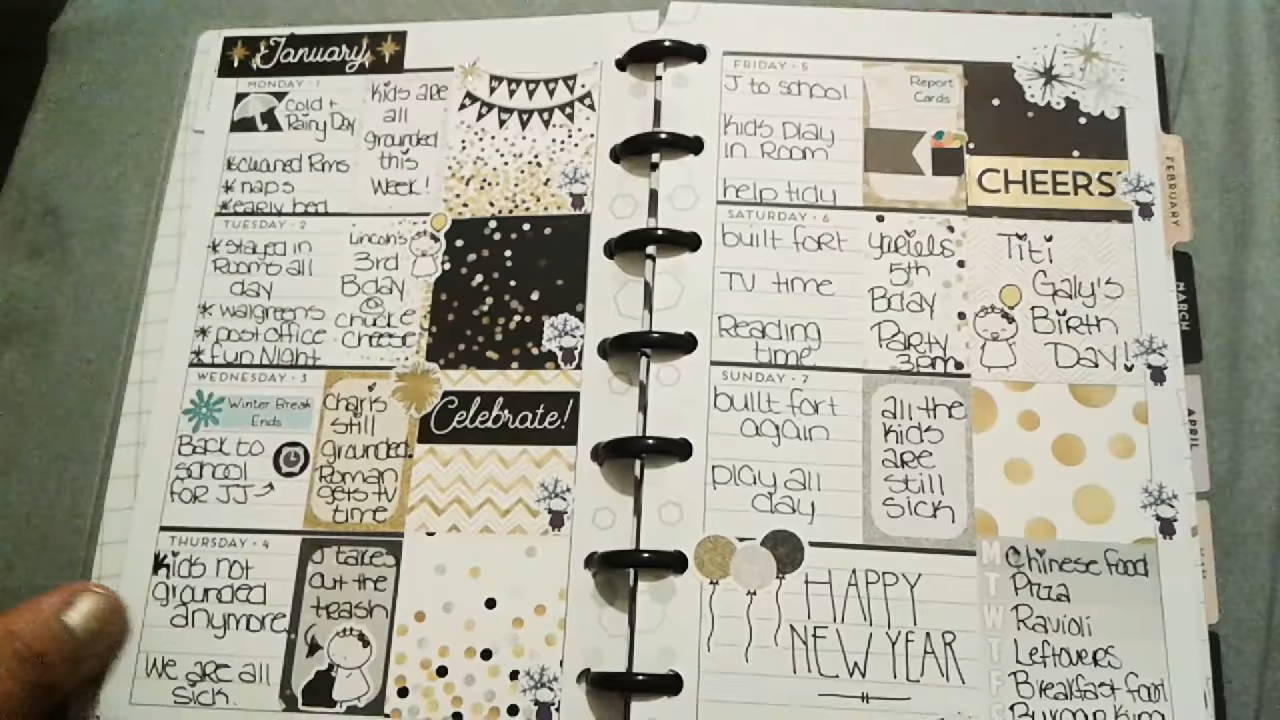 January
MONDAY • 1
Cold +
Rainy Day
*cleaned Rms
*naps
*early bed
Kids are
all
grounded
this
week!
TUESDAY • 2
*stayed in
Rooms all
day
* walgreens
* post office
* fun Night
Lincoln's
3rd
Bday
@
chucke
cheese
WEDNESDAY • 3
Winter Break
Ends
Back to
school
for JJ
Charis
still
grounded.
Roman
gets tv
time
Celebrate!
THURSDAY • 4
Kids not
grounded
anymore
We are all
sick.
J takes
out the
trash
FRIDAY • 5
J to school
Kids play
in Room
help tidy
Report
Cards
CHEERS
SATURDAY • 6
built fort
TV time
Reading
time
Yariels
5th
Bday
Party
3pm
Titi
Galy's
Birth
Day!
SUNDAY • 7
built fort
again
play all
day
all the
kids
are
still
sick
HAPPY
NEW YEAR
M Chinese food
T Pizza
W Ravioli
T Leftovers
F Breakfast food
S Burger King
FEBRUARY
MARCH
APRIL